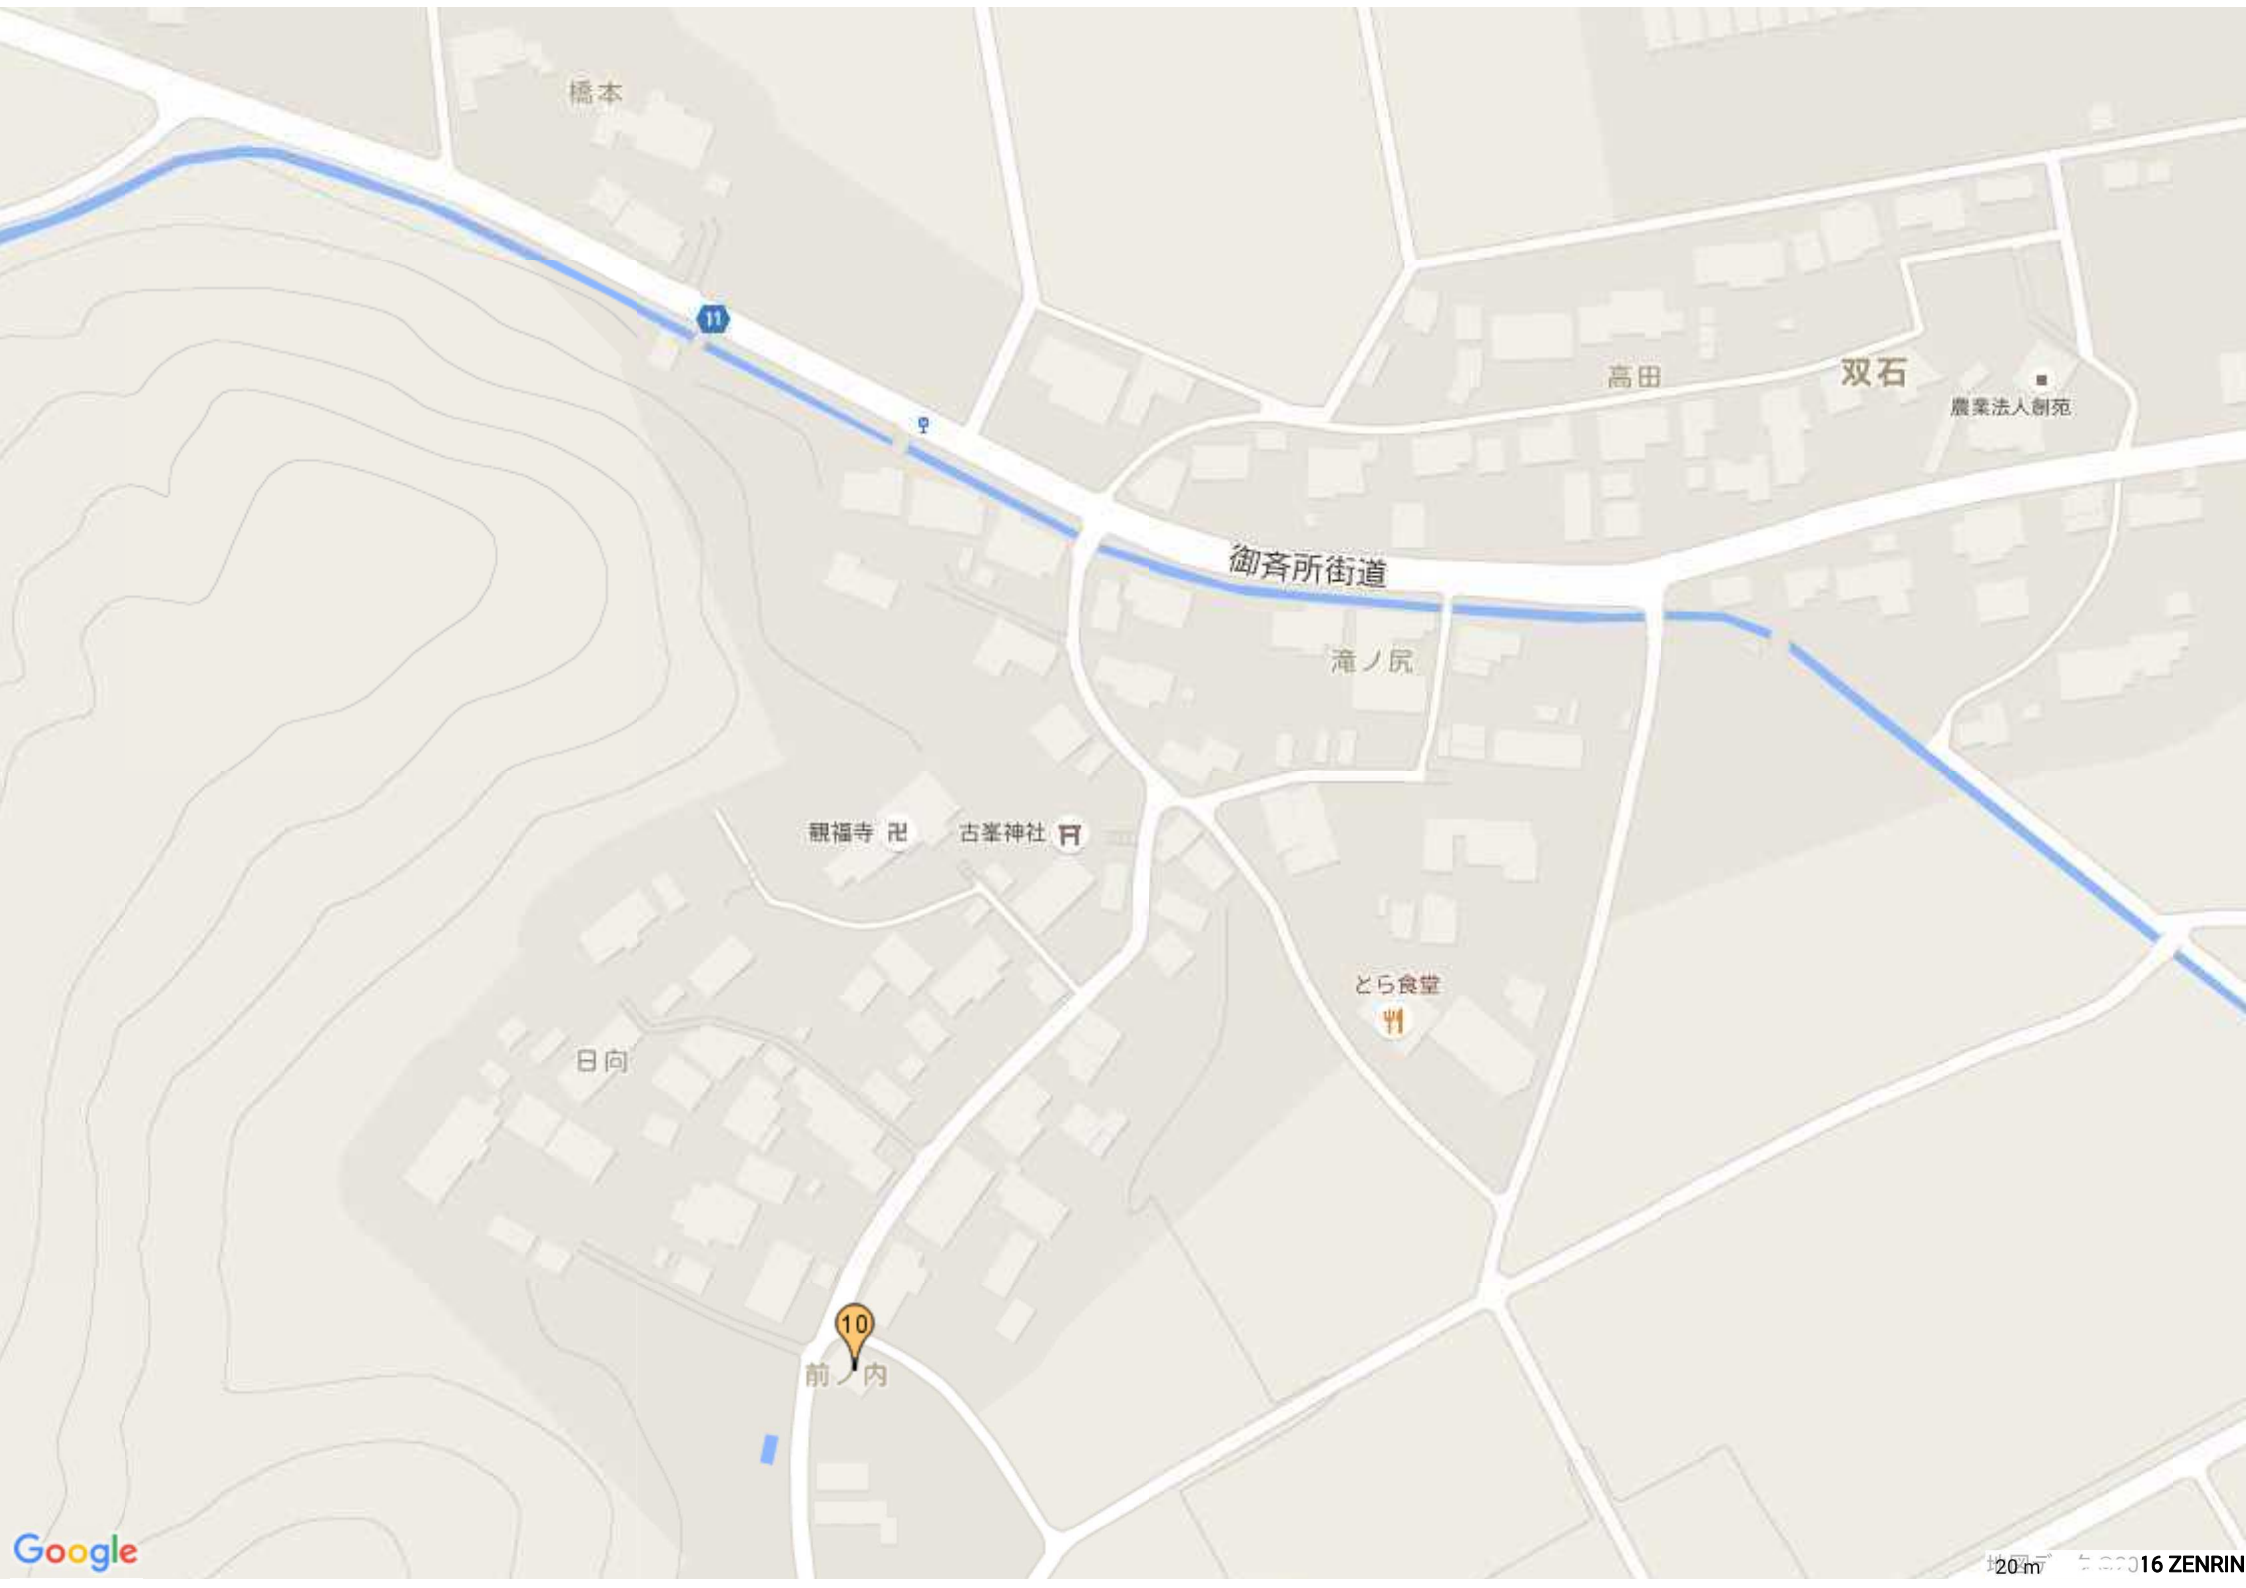 橋本
11
高田
双石
農業法人創苑
御斉所街道
滝ノ尻
観福寺 卍
古峯神社
とら食堂
日向
10
前ノ内
Google
20 m
16 ZENRIN